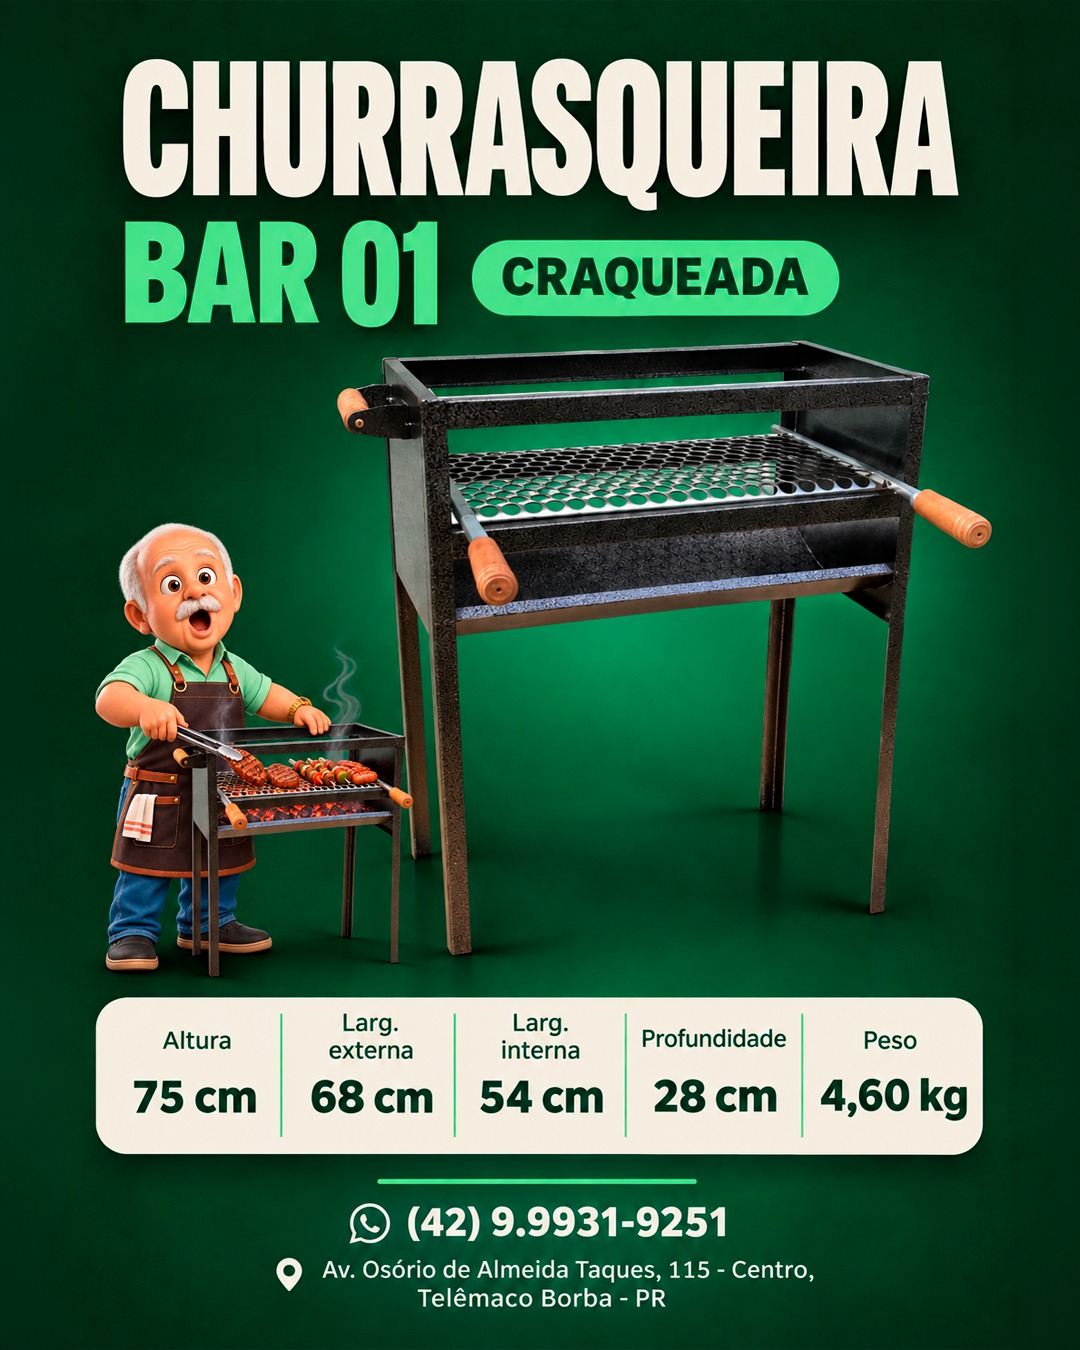 CHURRASQUEIRA
BAR 01
CRAQUEADA
Altura
75 cm
Larg.
externa
68 cm
Larg.
interna
54 cm
Profundidade
28 cm
Peso
4,60 kg
(42) 9.9931-9251
Av. Osório de Almeida Taques, 115 - Centro,
Telêmaco Borba - PR